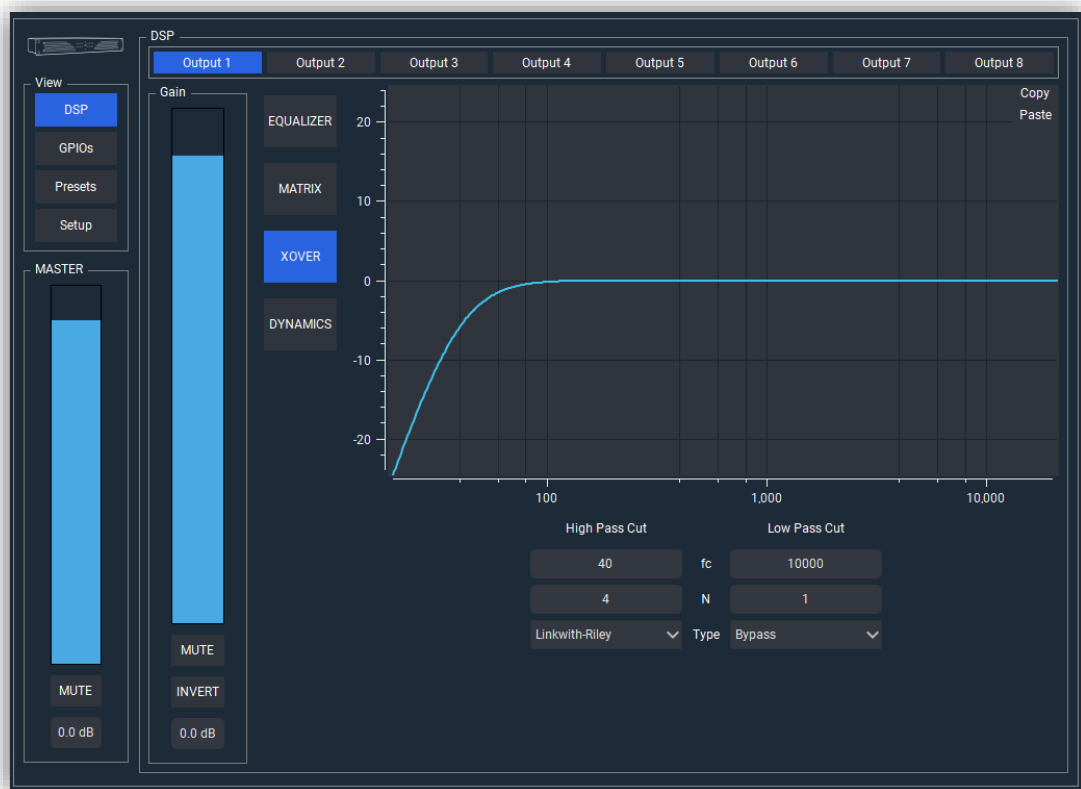 DSP
Output 1 Output 2 Output 3 Output 4 Output 5 Output 6 Output 7 Output 8
View
DSP
GPIOs
Presets
Setup
MASTER
MUTE
0.0 dB
Gain
MUTE
INVERT
0.0 dB
EQUALIZER
MATRIX
XOVER
DYNAMICS
Copy
Paste
20
10
0
-10
-20
100 1,000 10,000
High Pass Cut Low Pass Cut
40 fc 10000
4 N 1
Linkwith-Riley Type Bypass